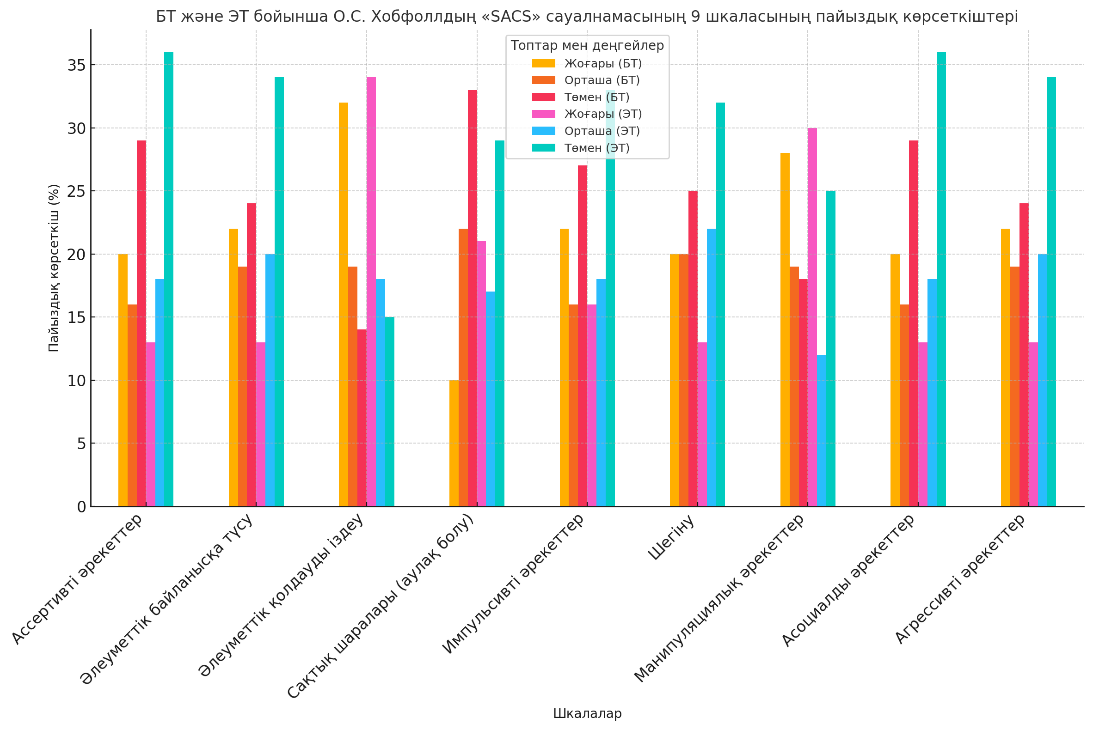 БТ және ЭТ бойынша О.С. Хобфоллдың «SACS» сауалнамасының 9 шкаласының пайыздық көрсеткіштері
Топтар мен деңгейлер
Жоғары (БТ)
Орташа (БТ)
Төмен (БТ)
Жоғары (ЭТ)
Орташа (ЭТ)
Төмен (ЭТ)
Пайыздық көрсеткіш (%)
35
30
25
20
15
10
5
0
Ассертивті әрекеттер
Әлеуметтік байланысқа түсу
Әлеуметтік қолдауды іздеу
Сақтық шаралары (аулақ болу)
Импульсивті әрекеттер
Шегіну
Манипуляциялық әрекеттер
Асоциалды әрекеттер
Агрессивті әрекеттер
Шкалалар